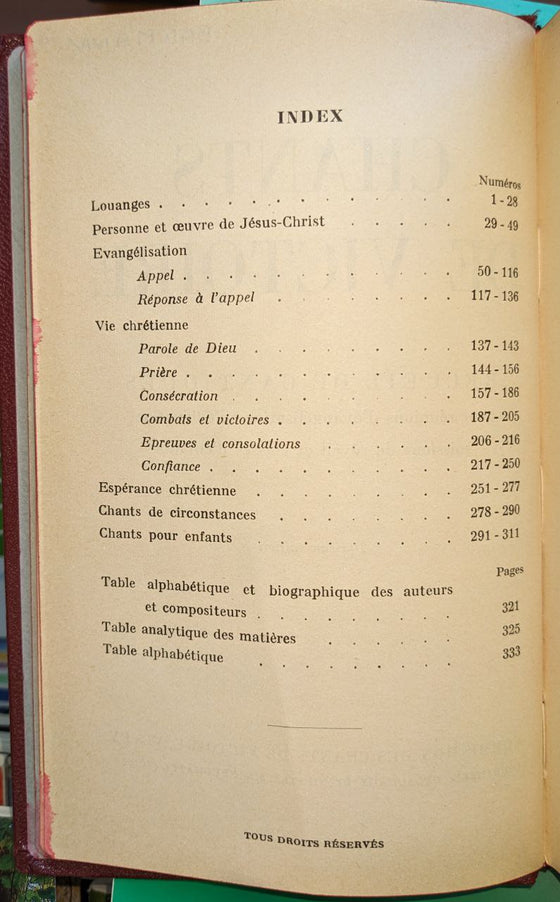 INDEX
Numéros
Louanges . . . . . . . . . . . 1 - 28
Personne et œuvre de Jésus-Christ . . . . . 29 - 49
Evangélisation
Appel . . . . . . . . . . 50 - 116
Réponse à l'appel . . . . . . . 117 - 136
Vie chrétienne
Parole de Dieu . . . . . . . . 137 - 143
Prière . . . . . . . . . . 144 - 156
Consécration . . . . . . . . 157 - 186
Combats et victoires . . . . . . . 187 - 205
Epreuves et consolations . . . . . 206 - 216
Confiance . . . . . . . . . 217 - 250
Espérance chrétienne . . . . . . . . 251 - 277
Chants de circonstances . . . . . . . 278 - 290
Chants pour enfants . . . . . . . . 291 - 311
Pages
Table alphabétique et biographique des auteurs
et compositeurs . . . . . . . . 321
Table analytique des matières . . . . . 325
Table alphabétique . . . . . . . . 333
TOUS DROITS RÉSERVÉS